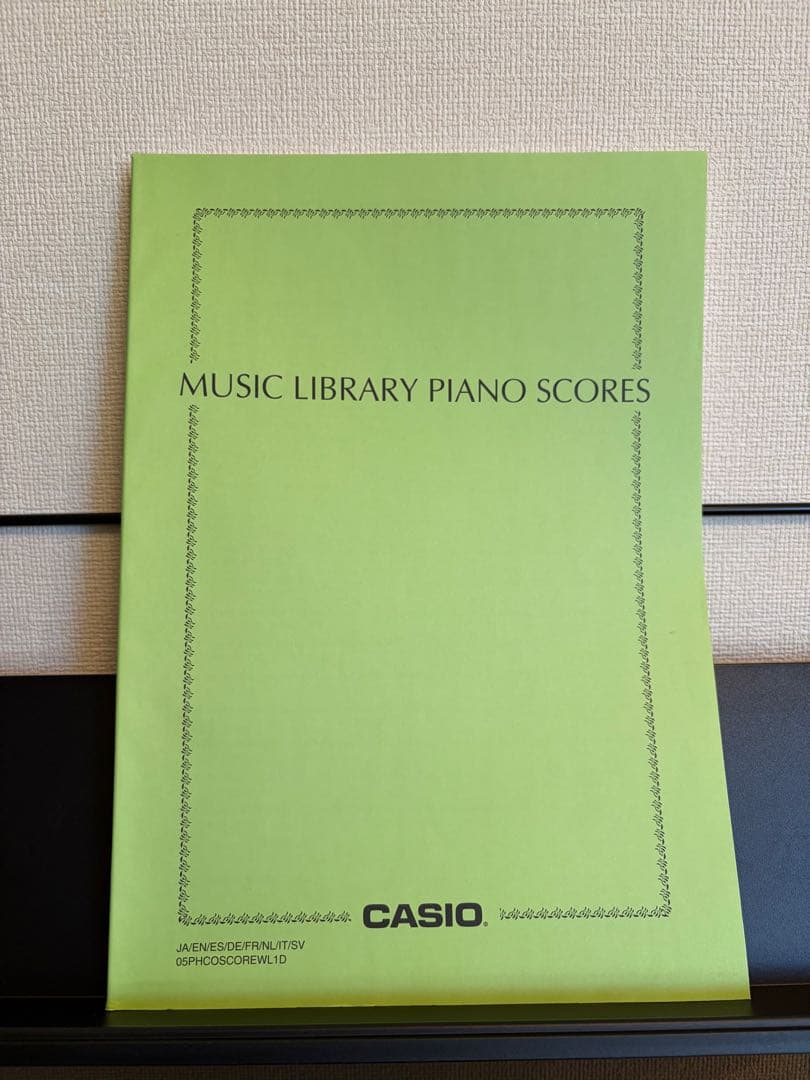 MUSIC LIBRARY PIANO SCORES
CASIO®
JA/EN/ES/DE/FR/NL/IT/SV
05PHCOSCOREWL1D